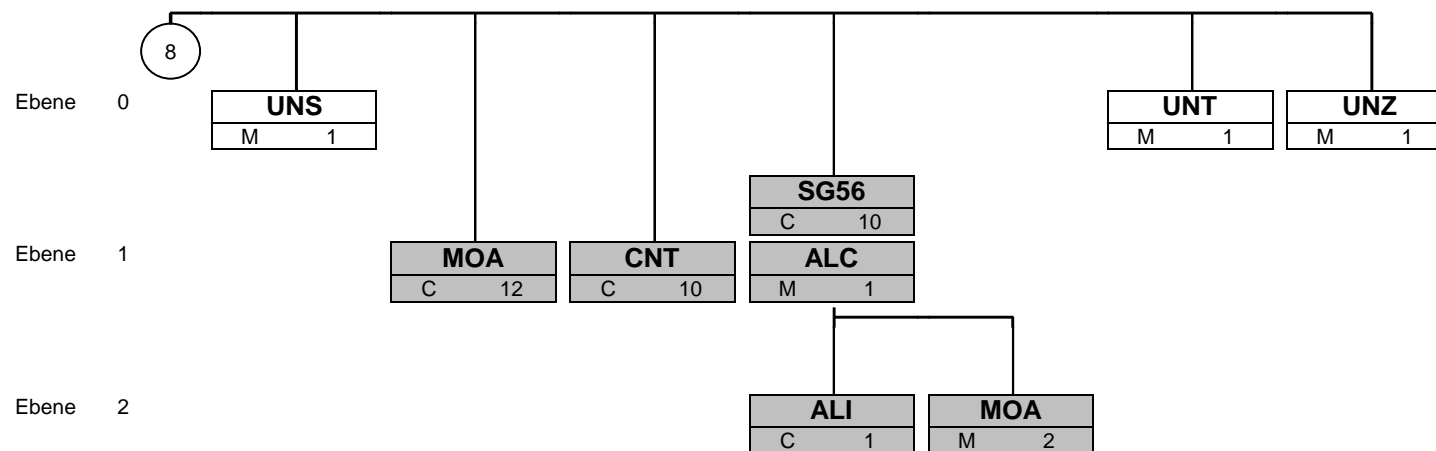 8
Ebene 0
UNS UNT UNZ
M 1 M 1 M 1
SG56
C 10
Ebene 1
MOA CNT ALC
C 12 C 10 M 1
Ebene 2
ALI MOA
C 1 M 2